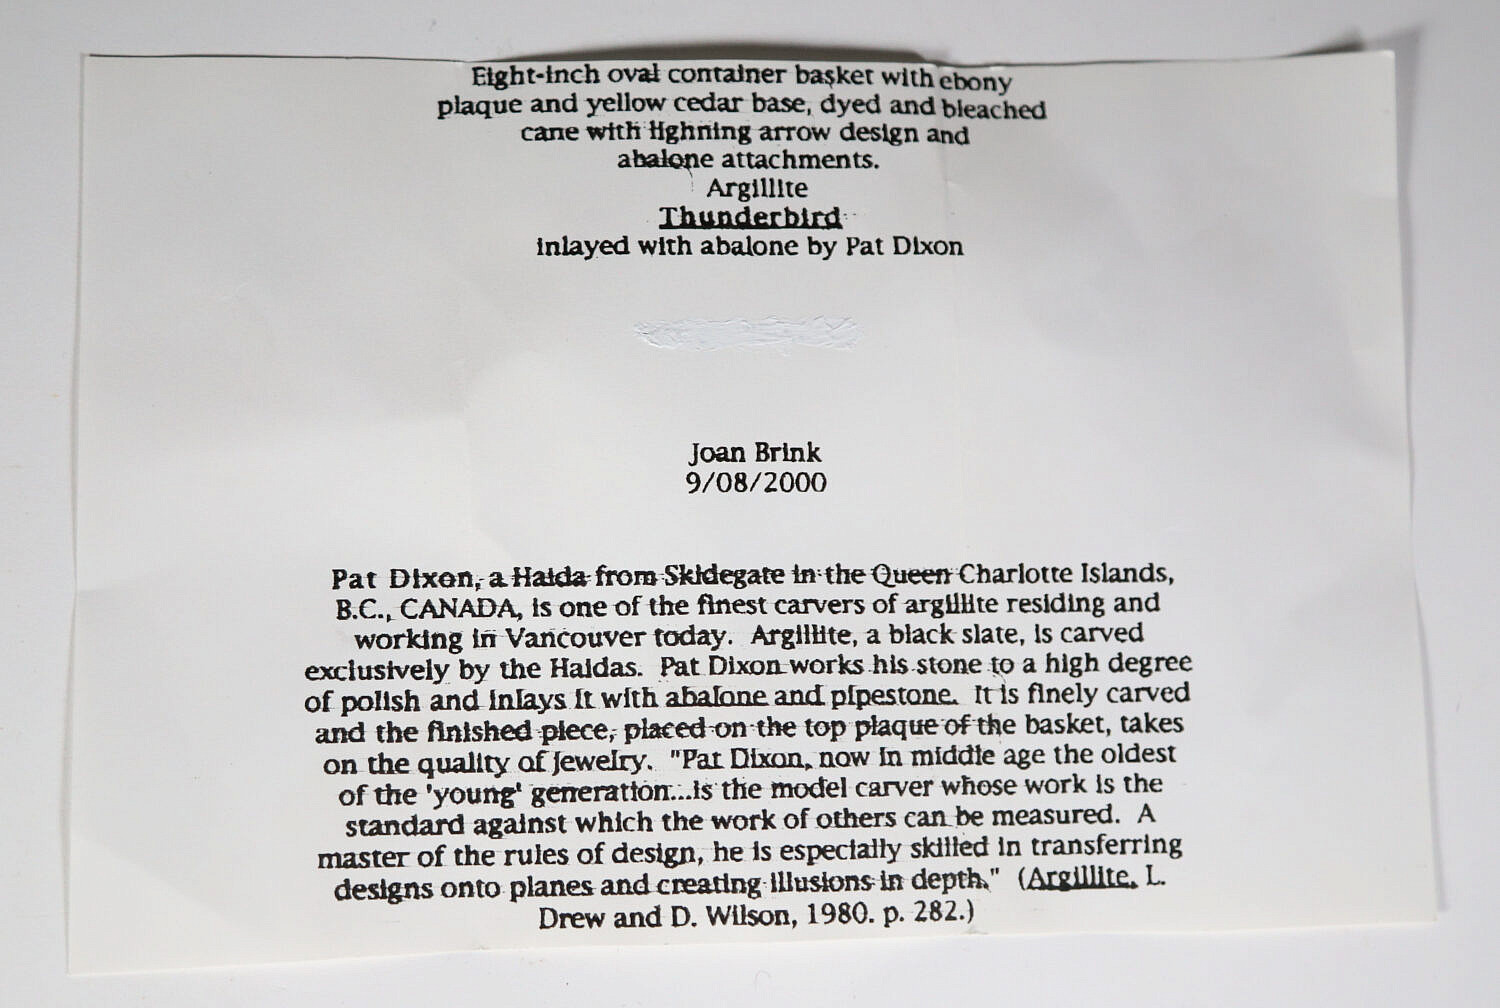 Eight-inch oval container basket with ebony
plaque and yellow cedar base, dyed and bleached
cane with lighning arrow design and
abalone attachments.
Argillite
Thunderbird
inlayed with abalone by Pat Dixon
Joan Brink
9/08/2000
Pat Dixon, a Haida from Skidegate in the Queen Charlotte Islands,
B.C., CANADA, is one of the finest carvers of argillite residing and
working in Vancouver today. Argillite, a black slate, is carved
exclusively by the Haidas. Pat Dixon works his stone to a high degree
of polish and inlays it with abalone and pipestone. It is finely carved
and the finished piece, placed on the top plaque of the basket, takes
on the quality of jewelry. "Pat Dixon, now in middle age the oldest
of the 'young' generation...is the model carver whose work is the
standard against which the work of others can be measured. A
master of the rules of design, he is especially skilled in transferring
designs onto planes and creating illusions in depth." (Argillite, L.
Drew and D. Wilson, 1980. p. 282.)